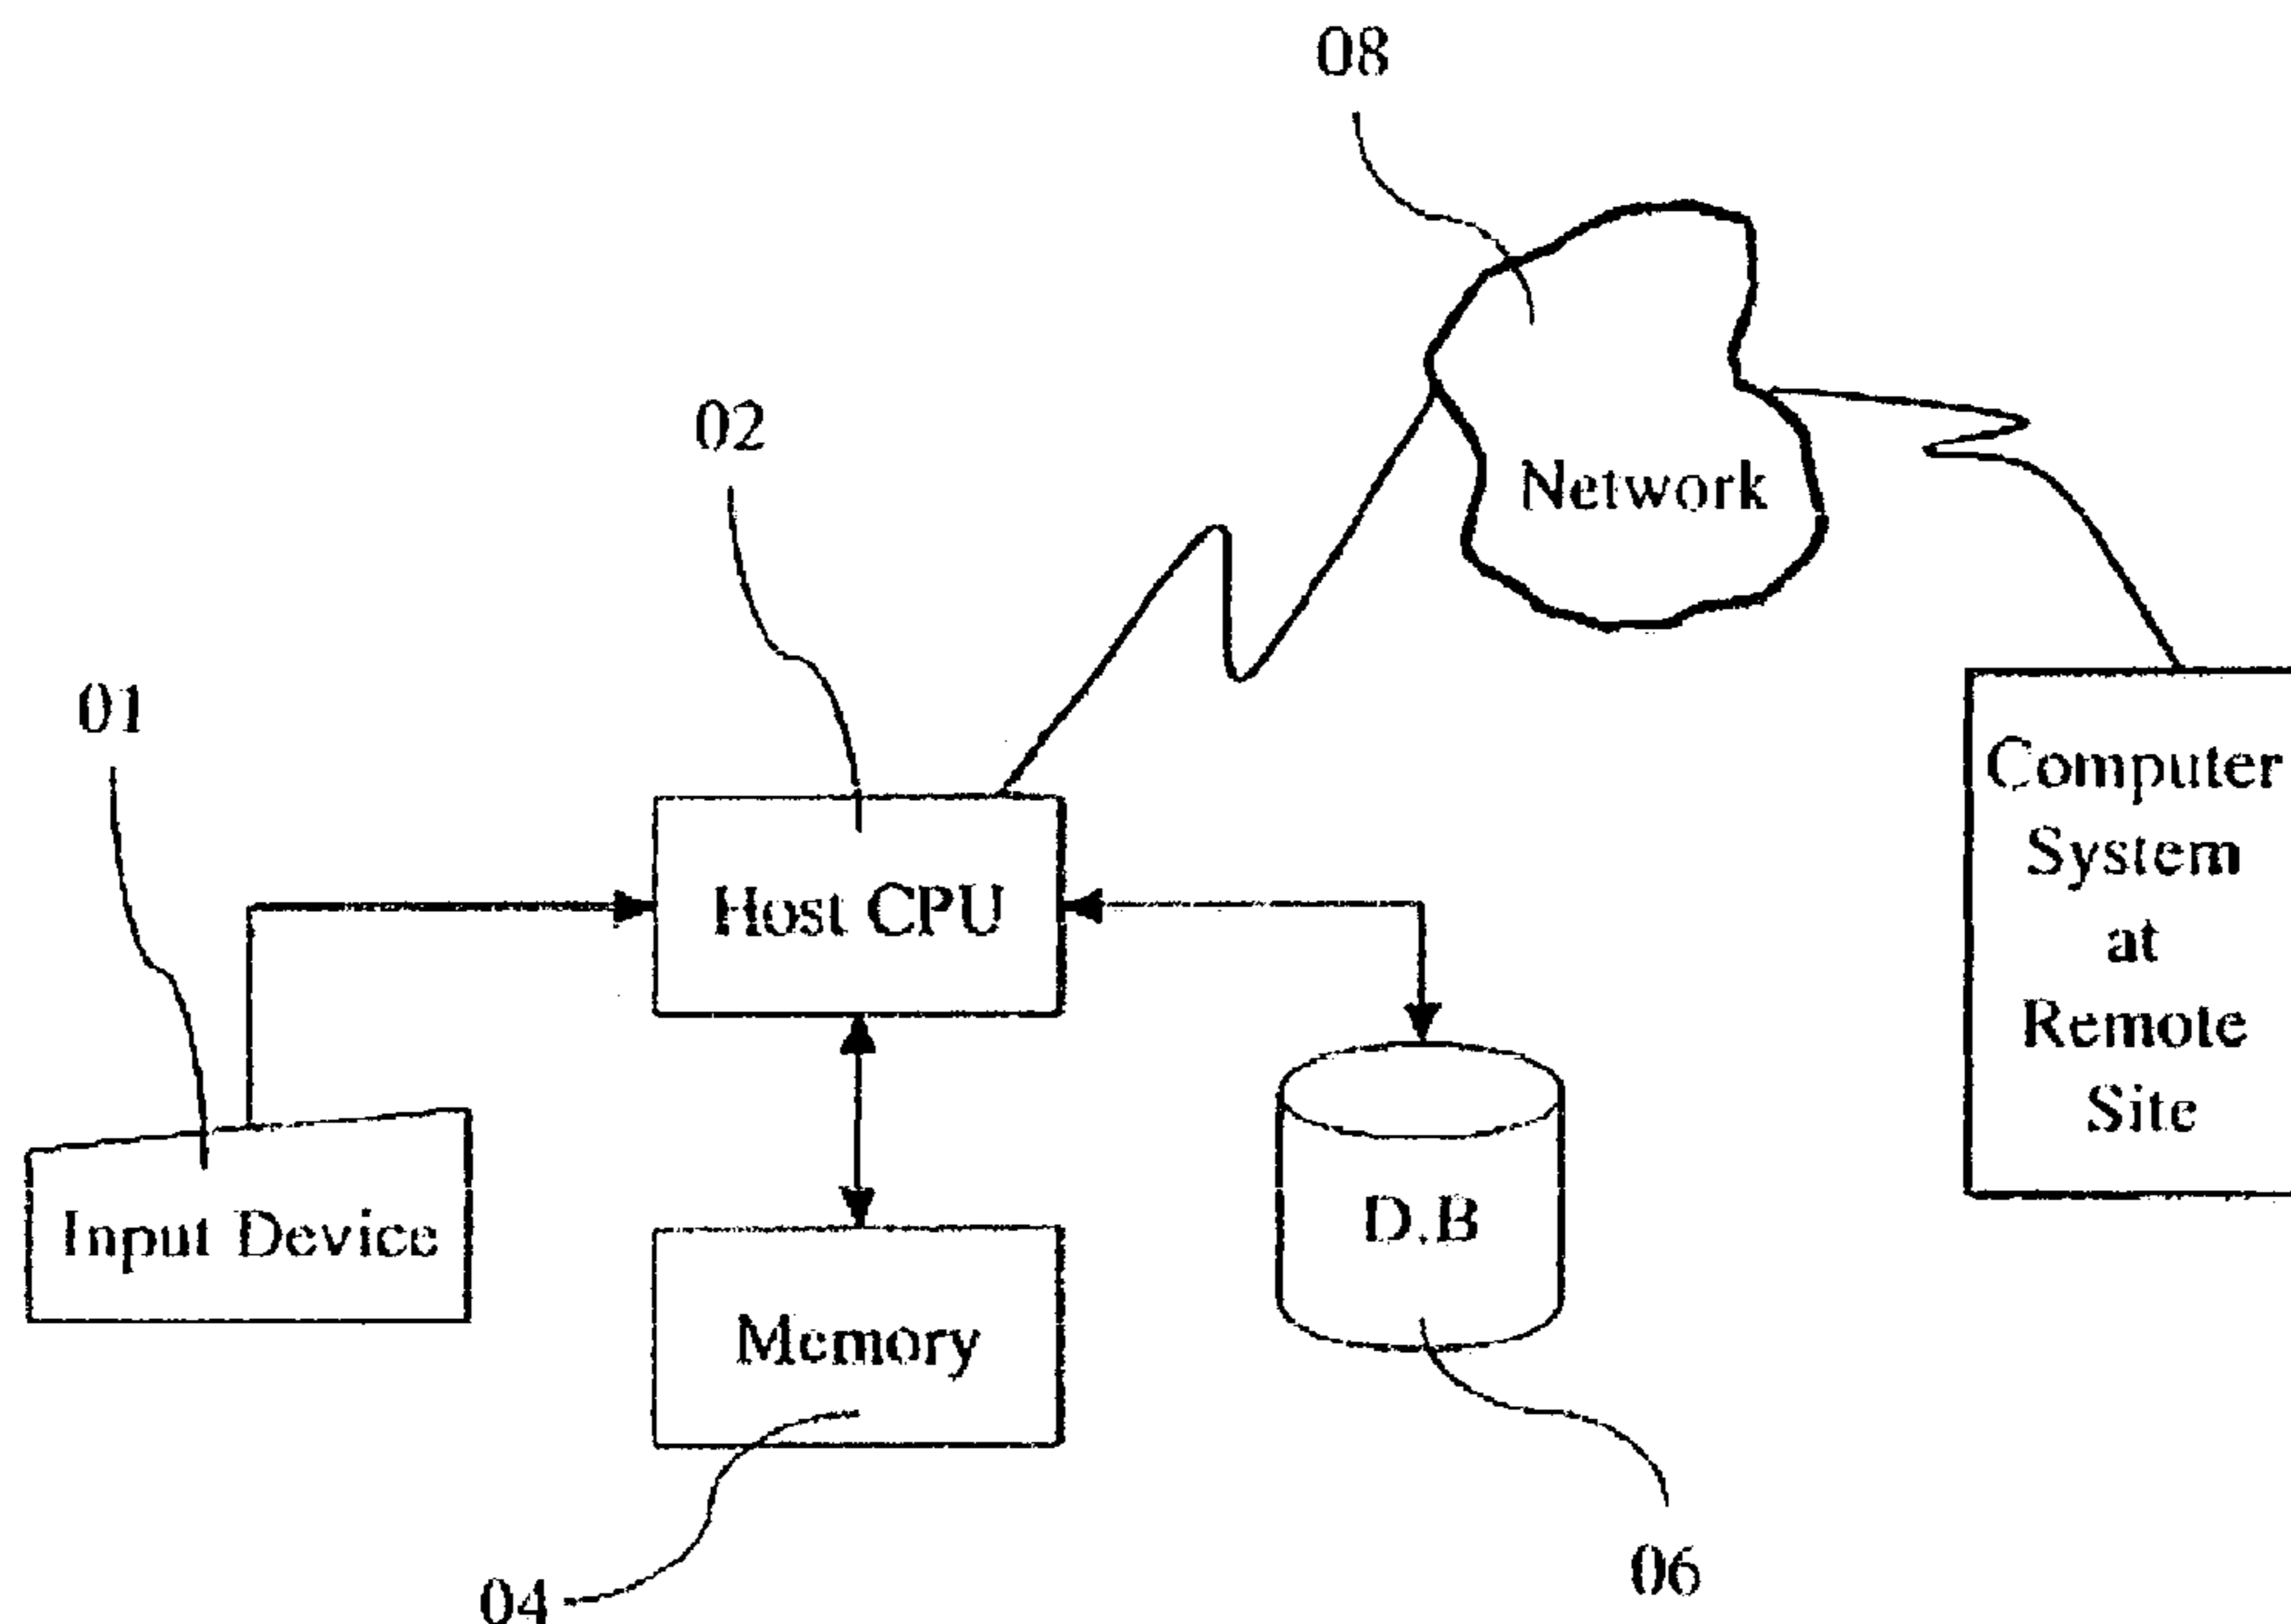 08
02
Network
01
Computer
System
at
Remote
Site
Host CPU
Input Device
D.B
Memory
04
06